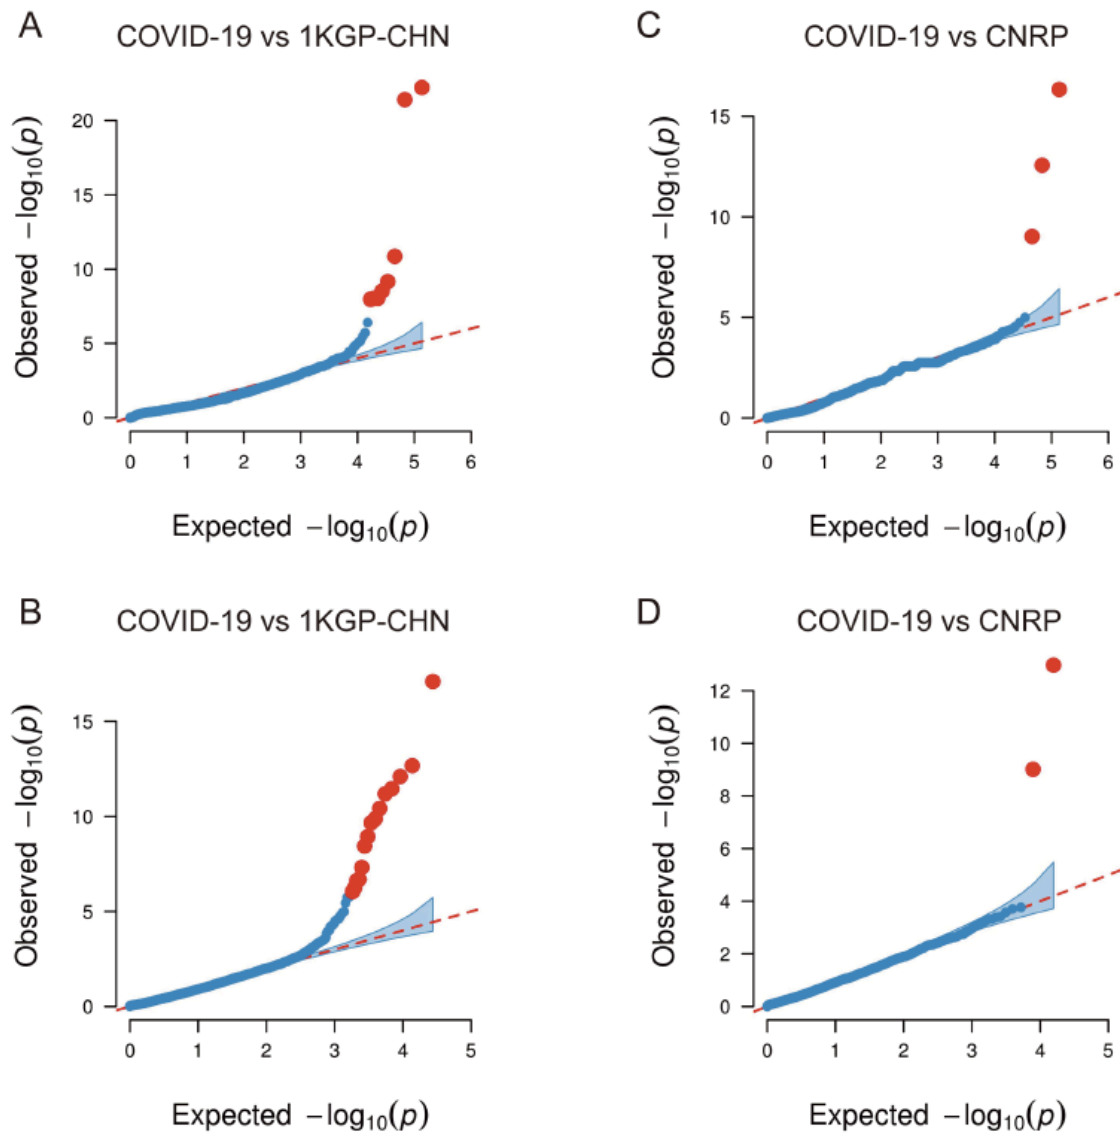 A
COVID-19 vs 1KGP-CHN
Observed −log10(p)
20
15
10
5
0
0 1 2 3 4 5 6
Expected −log10(p)
C
COVID-19 vs CNRP
Observed −log10(p)
15
10
5
0
0 1 2 3 4 5 6
Expected −log10(p)
B
COVID-19 vs 1KGP-CHN
Observed −log10(p)
15
10
5
0
0 1 2 3 4 5
Expected −log10(p)
D
COVID-19 vs CNRP
Observed −log10(p)
12
10
8
6
4
2
0
0 1 2 3 4 5
Expected −log10(p)